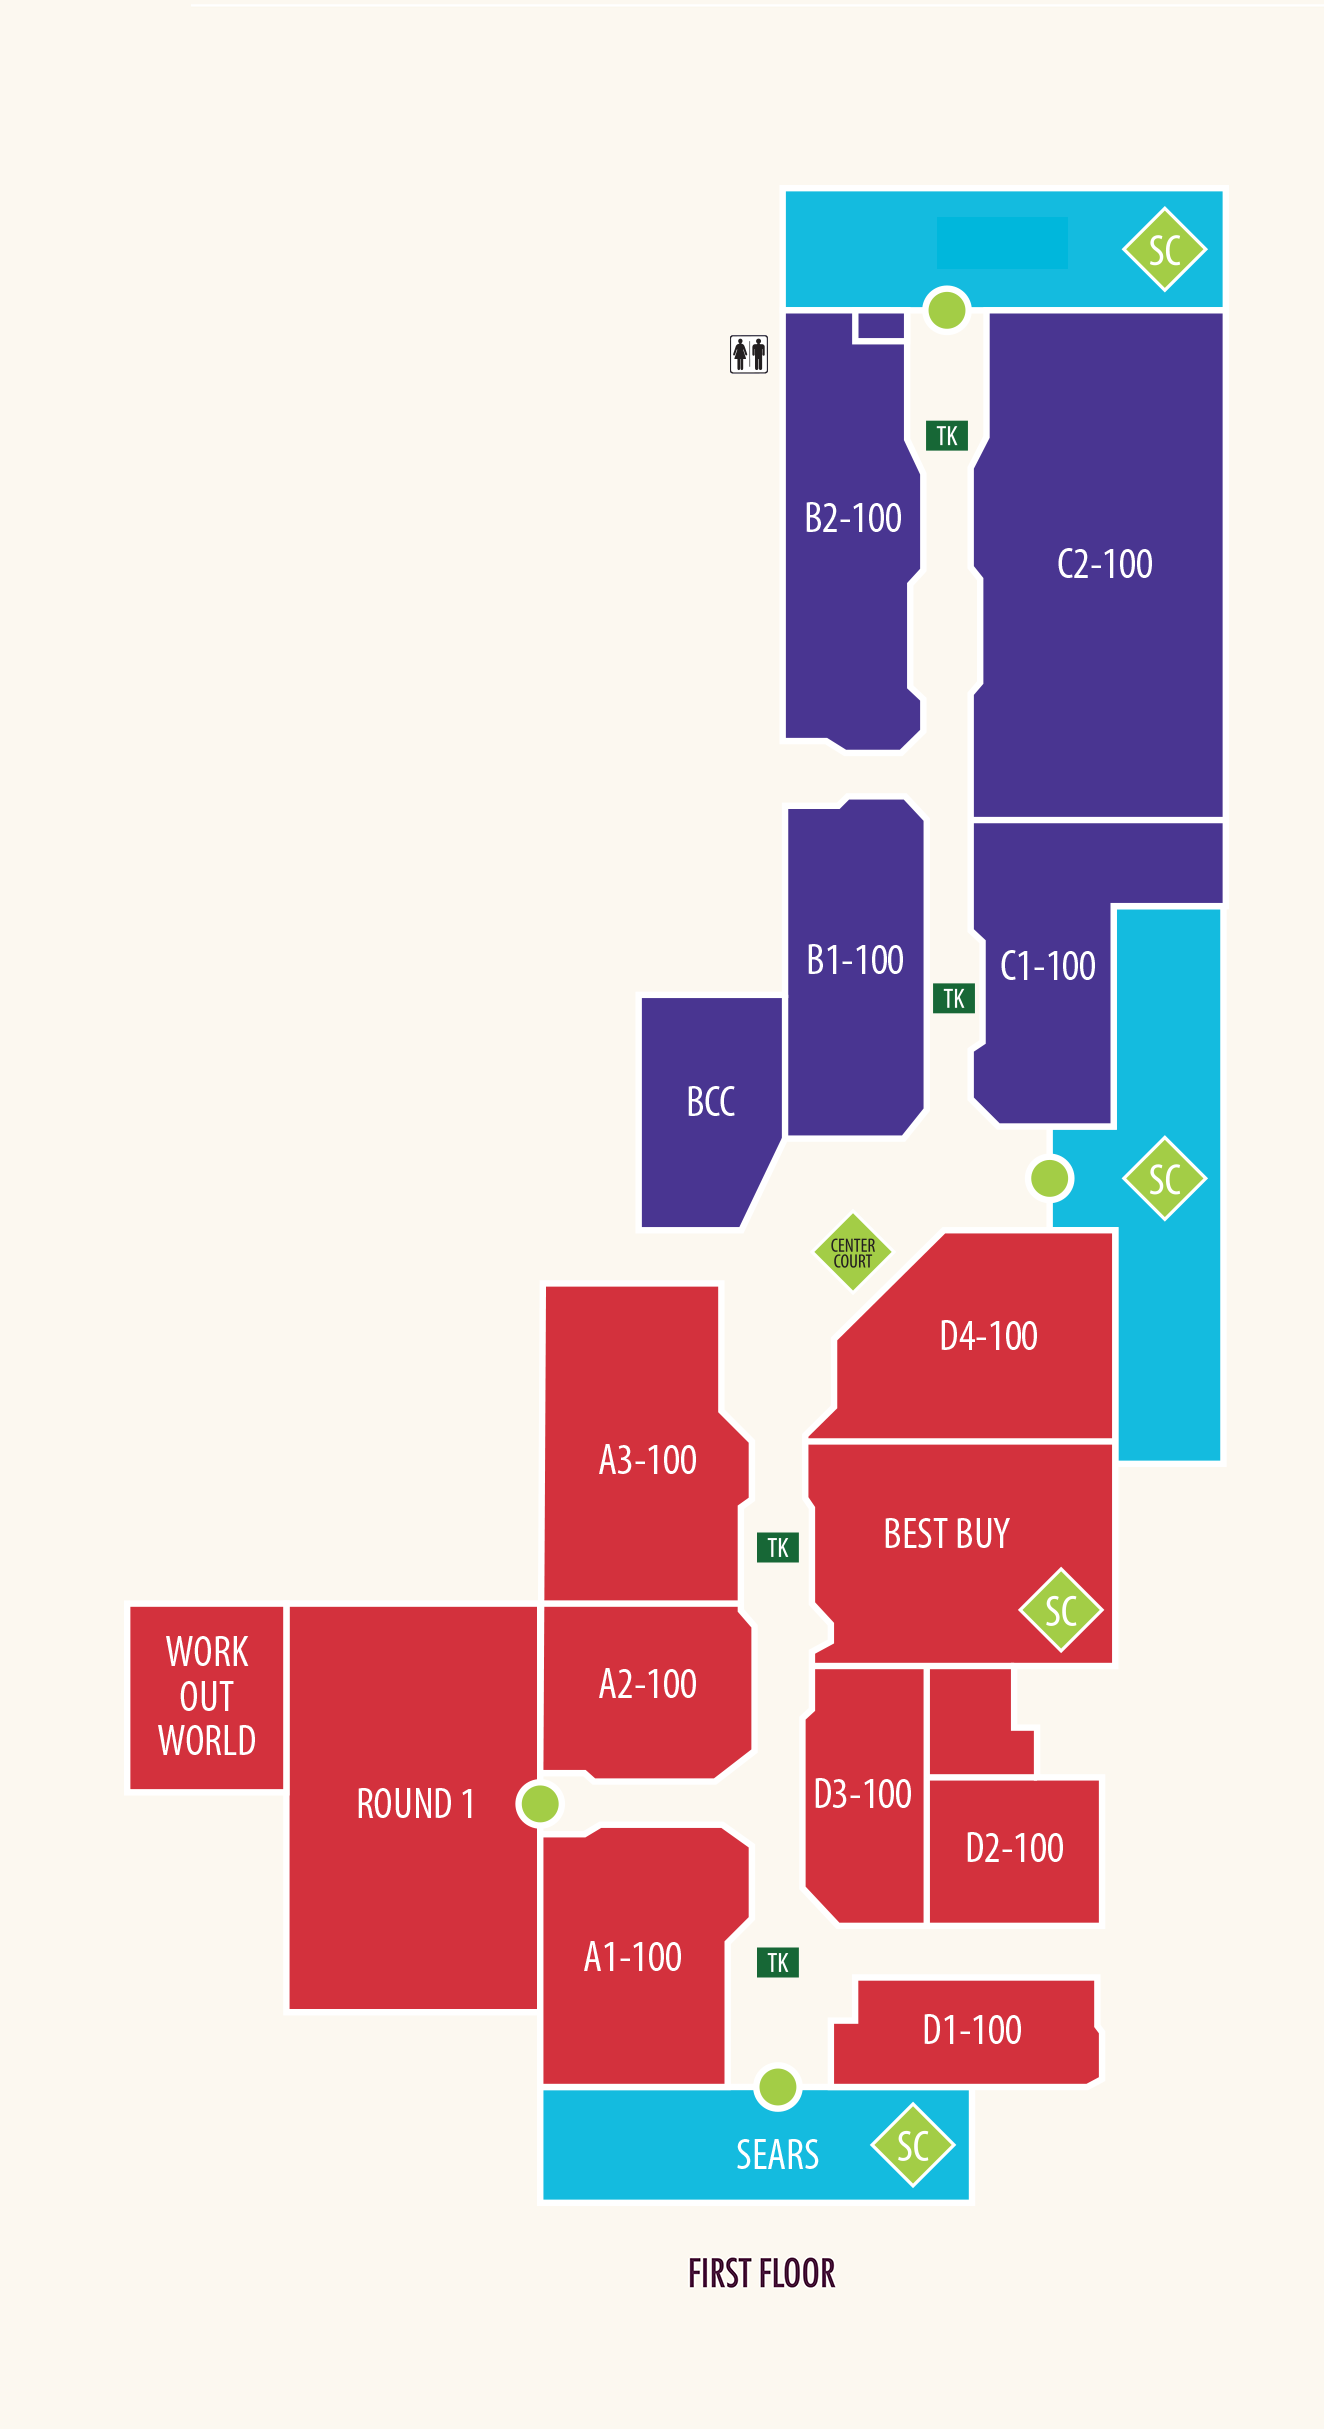 SC
TK
B2-100
C2-100
B1-100
C1-100
TK
BCC
SC
CENTER
COURT
D4-100
A3-100
BEST BUY
TK
SC
WORK
OUT
WORLD
A2-100
ROUND 1
D3-100
D2-100
A1-100
TK
D1-100
SEARS
SC
FIRST FLOOR